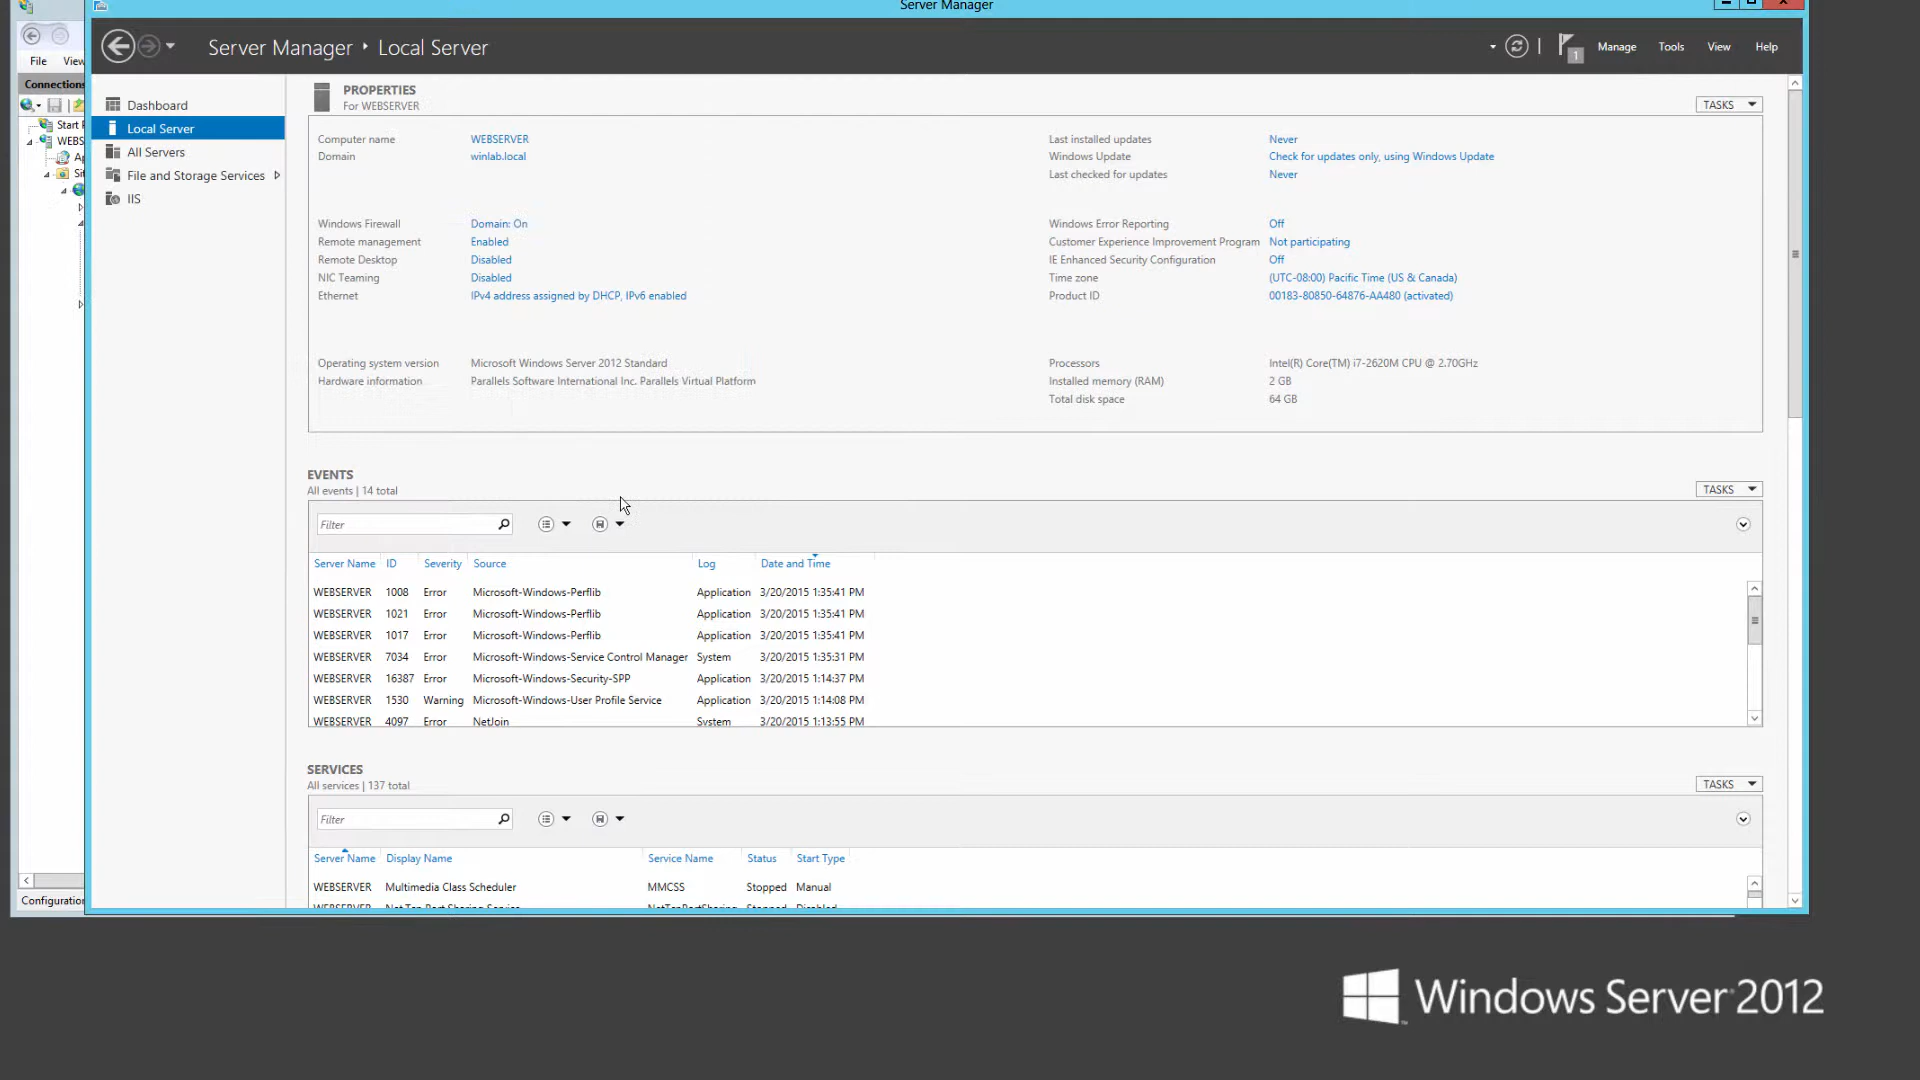 Server Manager
Server Manager ‣ Local Server
1
Manage
Tools
View
Help
File
View
Connections
Start
WEBS
Ap
Sit
Configuration
Dashboard
Local Server
All Servers
File and Storage Services
IIS
PROPERTIES
For WEBSERVER
TASKS
Computer name WEBSERVER
Domain winlab.local
Last installed updates Never
Windows Update Check for updates only, using Windows Update
Last checked for updates Never
Windows Firewall Domain: On
Remote management Enabled
Remote Desktop Disabled
NIC Teaming Disabled
Ethernet IPv4 address assigned by DHCP, IPv6 enabled
Windows Error Reporting Off
Customer Experience Improvement Program Not participating
IE Enhanced Security Configuration Off
Time zone (UTC-08:00) Pacific Time (US & Canada)
Product ID 00183-80850-64876-AA480 (activated)
Operating system version Microsoft Windows Server 2012 Standard
Hardware information Parallels Software International Inc. Parallels Virtual Platform
Processors Intel(R) Core(TM) i7-2620M CPU @ 2.70GHz
Installed memory (RAM) 2 GB
Total disk space 64 GB
EVENTS
All events | 14 total
TASKS
Filter
Server Name ID Severity Source Log Date and Time
WEBSERVER 1008 Error Microsoft-Windows-Perflib Application 3/20/2015 1:35:41 PM
WEBSERVER 1021 Error Microsoft-Windows-Perflib Application 3/20/2015 1:35:41 PM
WEBSERVER 1017 Error Microsoft-Windows-Perflib Application 3/20/2015 1:35:41 PM
WEBSERVER 7034 Error Microsoft-Windows-Service Control Manager System 3/20/2015 1:35:31 PM
WEBSERVER 16387 Error Microsoft-Windows-Security-SPP Application 3/20/2015 1:14:37 PM
WEBSERVER 1530 Warning Microsoft-Windows-User Profile Service Application 3/20/2015 1:14:08 PM
WEBSERVER 4097 Error NetJoin System 3/20/2015 1:13:55 PM
SERVICES
All services | 137 total
TASKS
Filter
Server Name Display Name Service Name Status Start Type
WEBSERVER Multimedia Class Scheduler MMCSS Stopped Manual
WEBSERVER Net.Tcp Port Sharing Service NetTcpPortSharing Stopped Disabled
Windows Server 2012